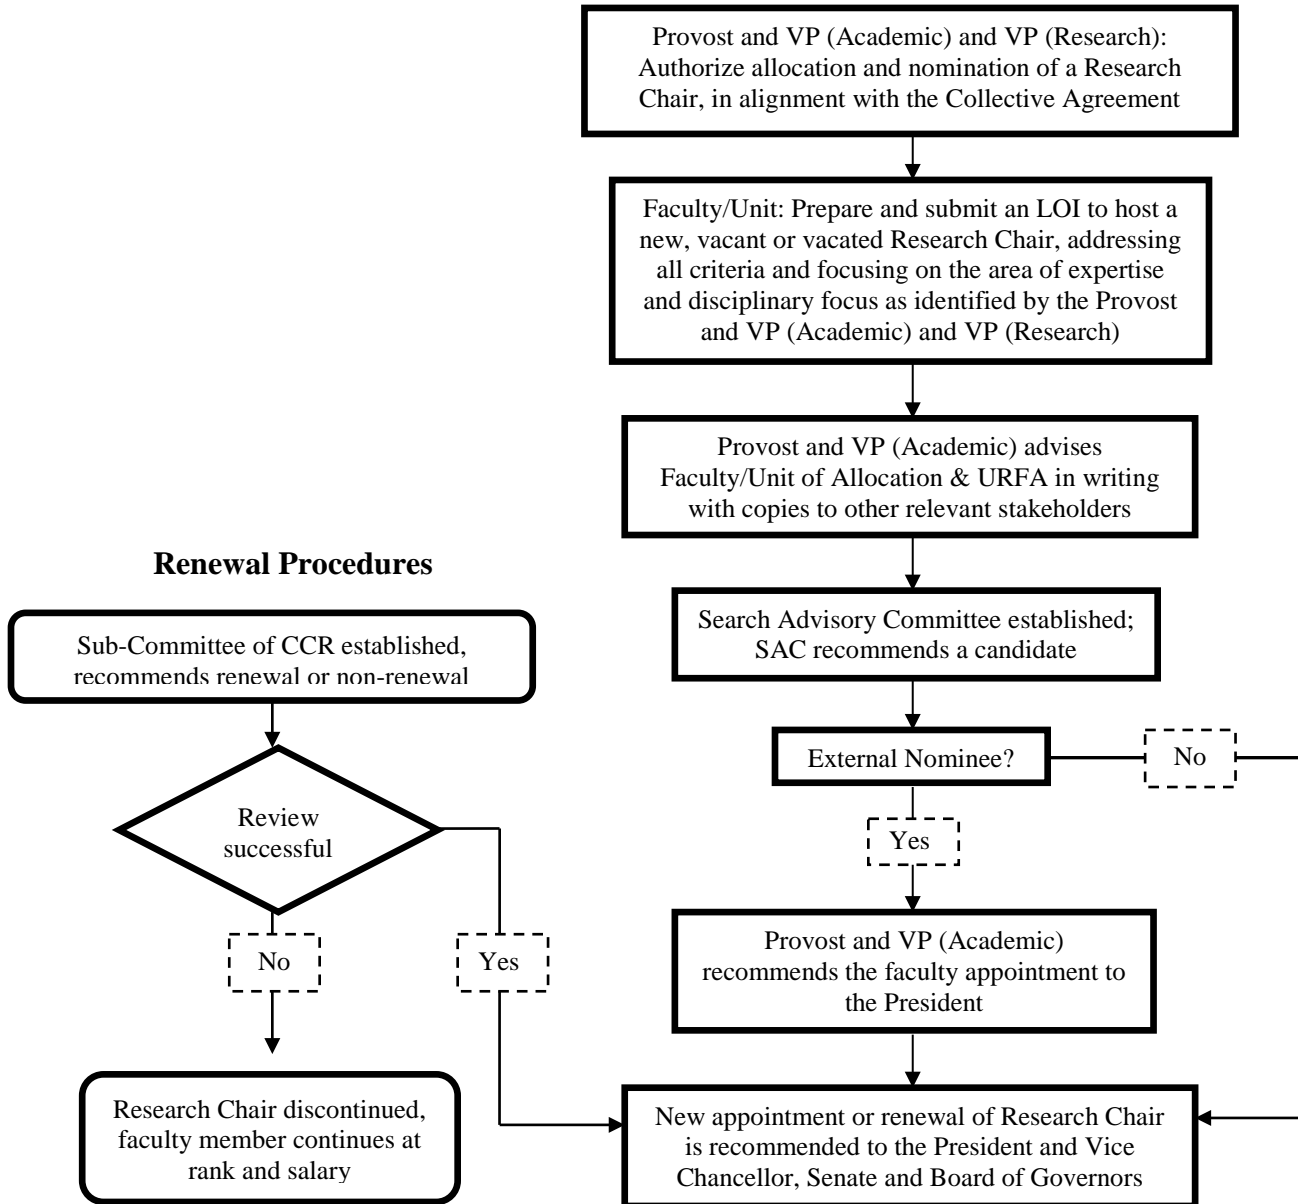 Provost and VP (Academic) and VP (Research):
Authorize allocation and nomination of a Research
Chair, in alignment with the Collective Agreement
Faculty/Unit: Prepare and submit an LOI to host a
new, vacant or vacated Research Chair, addressing
all criteria and focusing on the area of expertise
and disciplinary focus as identified by the Provost
and VP (Academic) and VP (Research)
Provost and VP (Academic) advises
Faculty/Unit of Allocation & URFA in writing
with copies to other relevant stakeholders
Search Advisory Committee established;
SAC recommends a candidate
External Nominee?
No
Yes
Provost and VP (Academic)
recommends the faculty appointment to
the President
New appointment or renewal of Research Chair
is recommended to the President and Vice
Chancellor, Senate and Board of Governors
Renewal Procedures
Sub-Committee of CCR established,
recommends renewal or non-renewal
Review
successful
No
Yes
Research Chair discontinued,
faculty member continues at
rank and salary